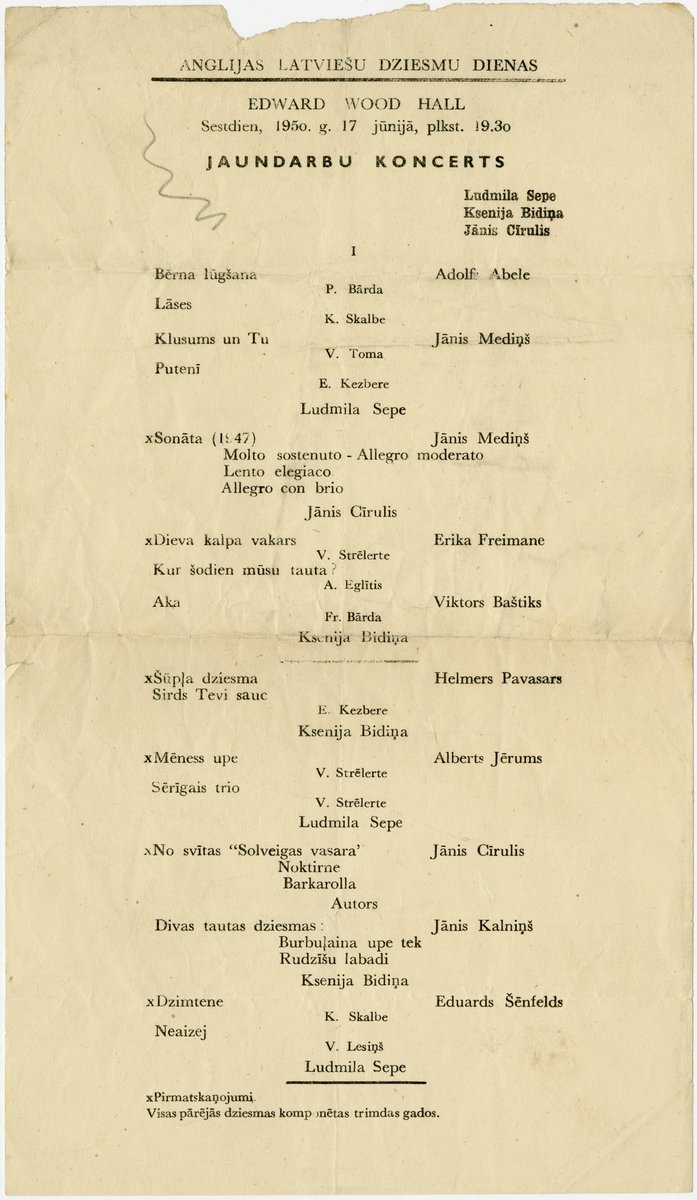 ANGLIJAS LATVIEŠU DZIESMU DIENAS
EDWARD WOOD HALL
Sestdien, 1950. g. 17 jūnijā, plkst. 19.30
JAUNDARBU KONCERTS
Ludmila Sepe
Ksenija Bidiņa
Jānis Cīrulis
I
Bērna lūgšana Adolfs Abele
P. Bārda
Lāses
K. Skalbe
Klusums un Tu Jānis Mediņš
V. Toma
Putenī
E. Kezbere
Ludmila Sepe
xSonāta (1947) Jānis Mediņš
Molto sostenuto - Allegro moderato
Lento elegiaco
Allegro con brio
Jānis Cīrulis
xDieva kalpa vakars Erika Freimane
V. Strēlerte
Kur šodien mūsu tauta?
A. Eglītis
Aka Viktors Baštiks
Fr. Bārda
Ksenija Bidiņa
xŠūpļa dziesma Helmers Pavasars
Sirds Tevi sauc
E. Kezbere
Ksenija Bidiņa
xMēness upe Alberts Jērums
V. Strēlerte
Sērīgais trio
V. Strēlerte
Ludmila Sepe
xNo svītas “Solveigas vasara’ Jānis Cīrulis
Noktirne
Barkarolla
Autors
Divas tautas dziesmas: Jānis Kalniņš
Burbuļaina upe tek
Rudzīšu labadi
Ksenija Bidiņa
xDzimtene Eduards Šēnfelds
K. Skalbe
Neaizej
V. Lesiņš
Ludmila Sepe
xPirmatskaņojumi.
Visas pārējās dziesmas komponētas trimdas gados.